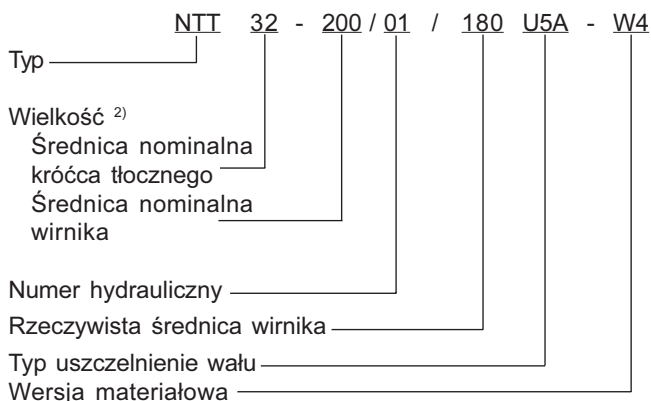 NTT 32 - 200 / 01 / 180 U5A - W4
Typ
Wielkość 2)
Średnica nominalna
króćca tłocznego
Średnica nominalna
wirnika
Numer hydrauliczny
Rzeczywista średnica wirnika
Typ uszczelnienie wału
Wersja materiałowa